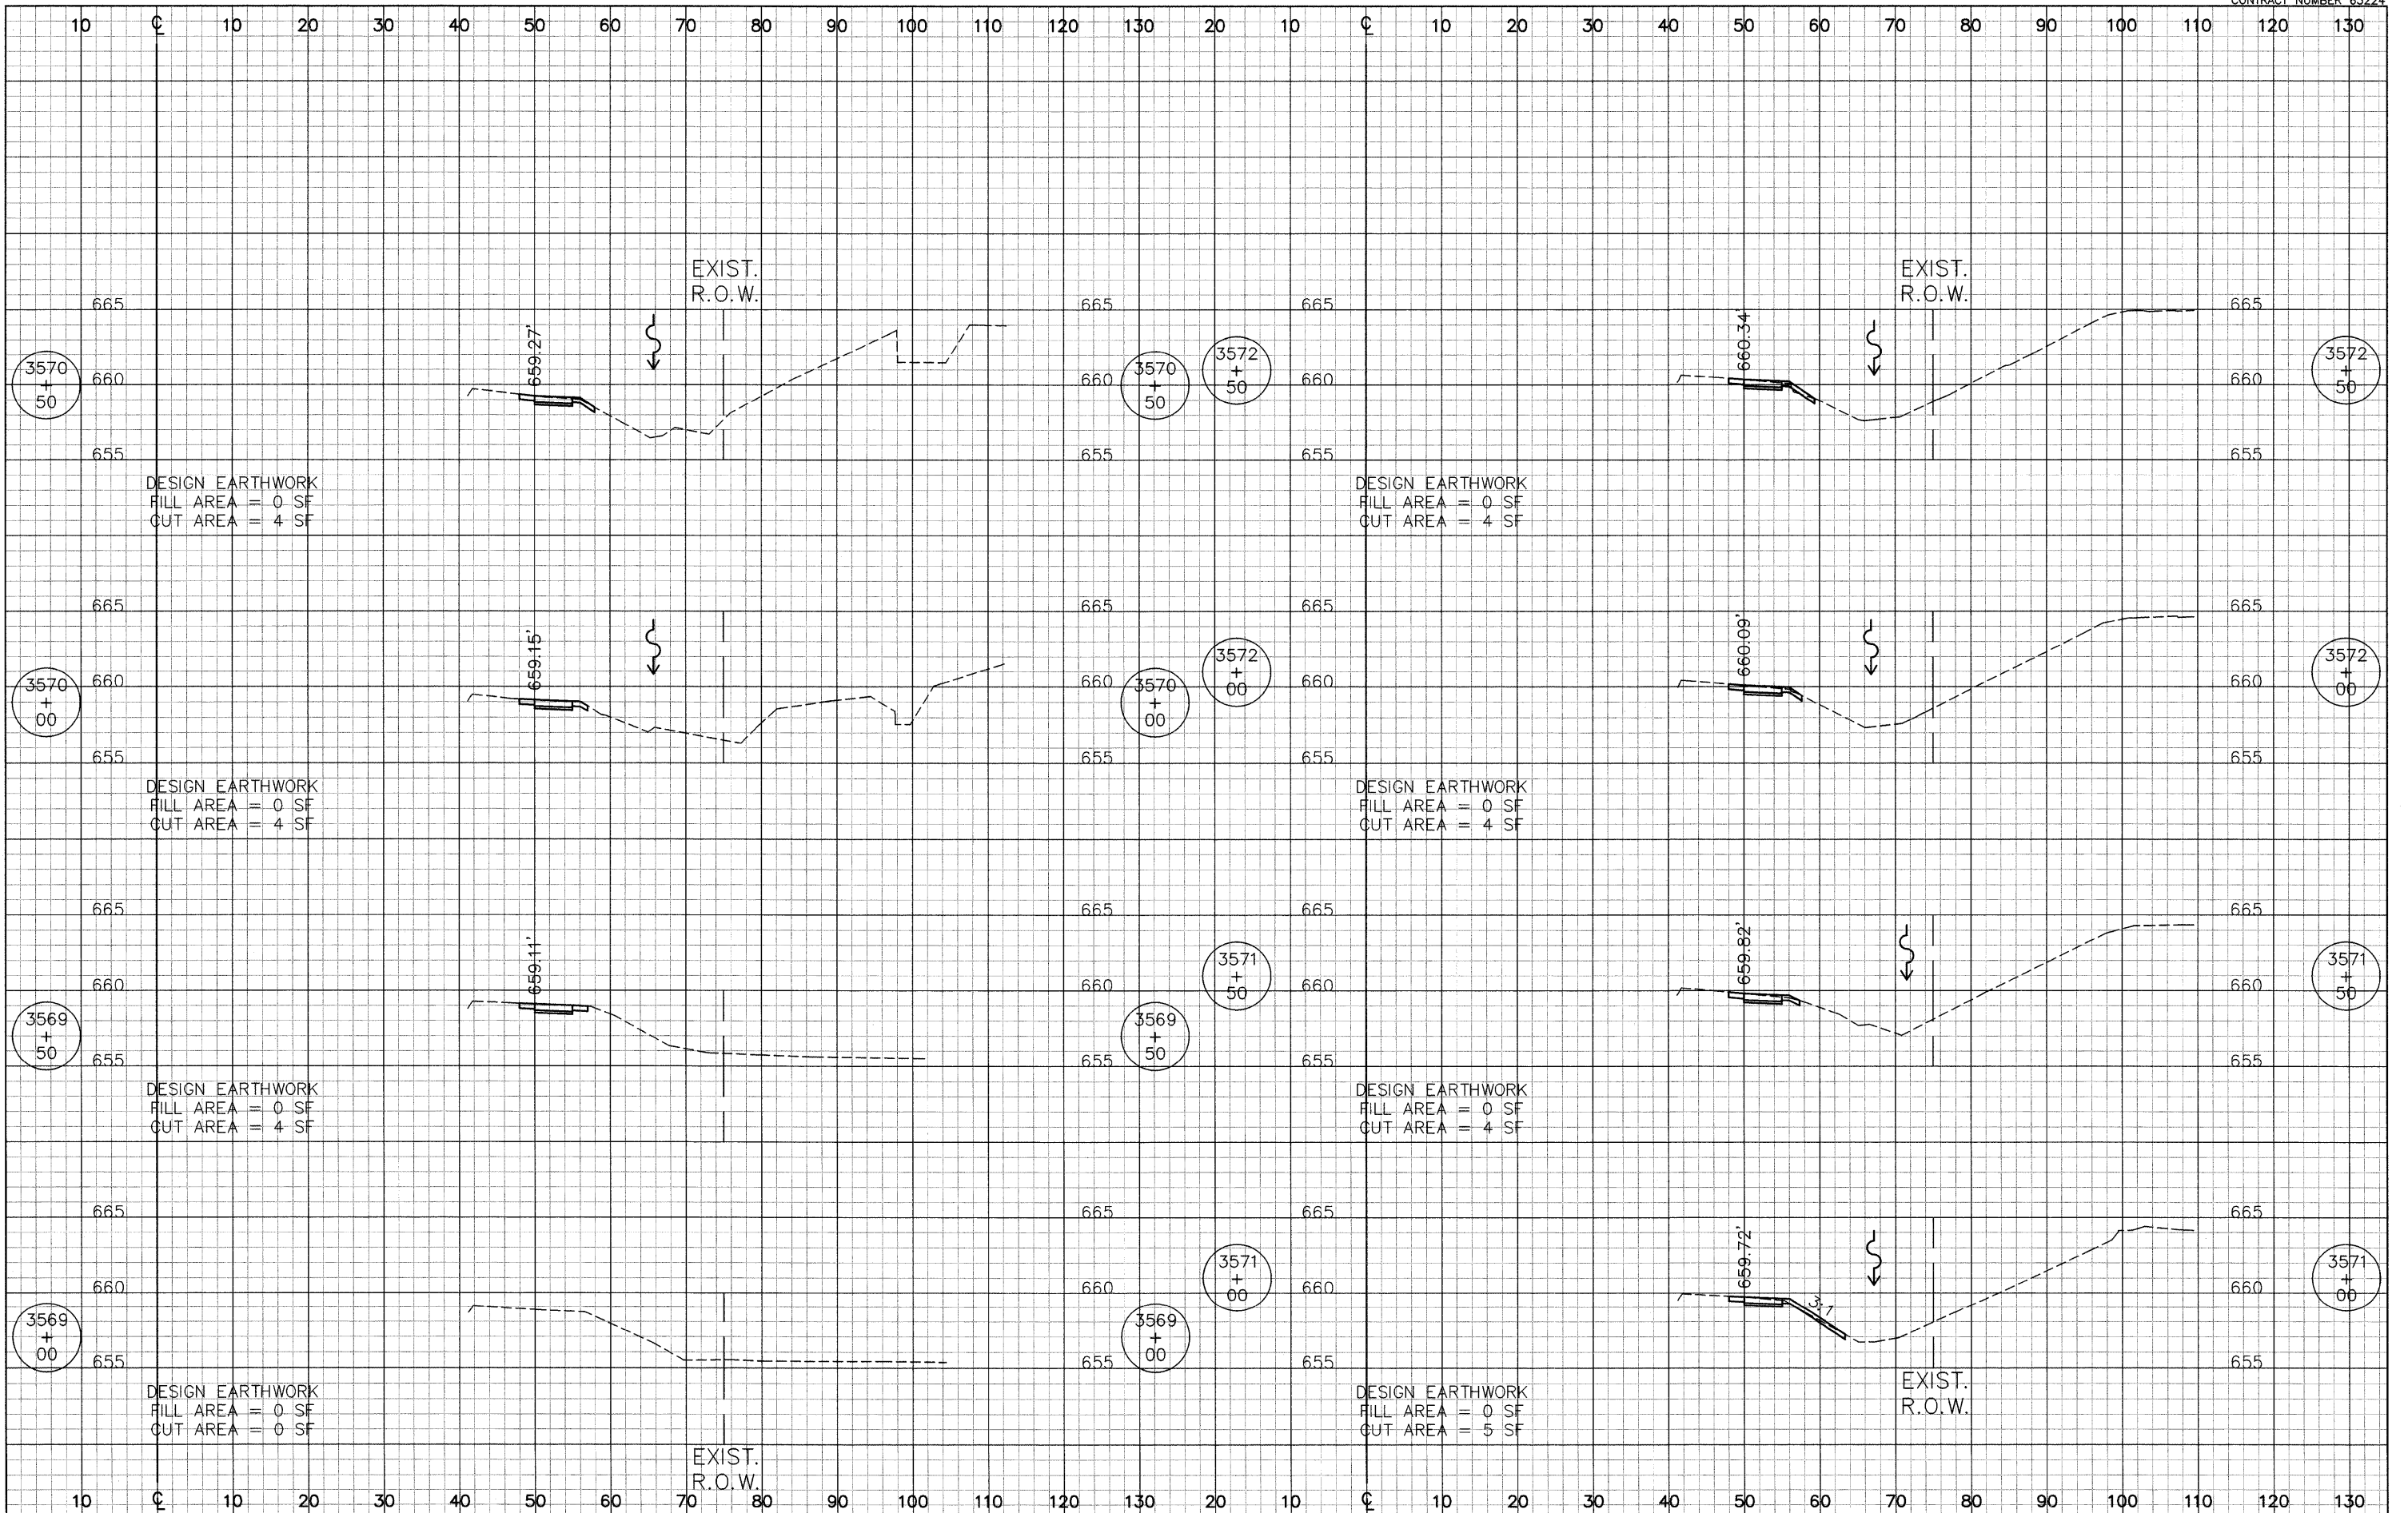 CONTRACT NUMBER 63224
10 ℄ 10 20 30 40 50 60 70 80 90 100 110 120 130 20 10 ℄ 10 20 30 40 50 60 70 80 90 100 110 120 130
EXIST.
R.O.W.
665 665
659.27'
3570
+
50
660 660
3570
+
50
655 655
DESIGN EARTHWORK
FILL AREA = 0 SF
CUT AREA = 4 SF
665 665
659.15'
3570
+
00
660 660
3570
+
00
655 655
DESIGN EARTHWORK
FILL AREA = 0 SF
CUT AREA = 4 SF
665 665
659.11'
660 660
3569
+
50
3569
+
50
655 655
DESIGN EARTHWORK
FILL AREA = 0 SF
CUT AREA = 4 SF
665 665
660 660
3569
+
00
3569
+
00
655 655
DESIGN EARTHWORK
FILL AREA = 0 SF
CUT AREA = 0 SF
EXIST.
R.O.W.
EXIST.
R.O.W.
665 665
660.34'
3572
+
50
660 660
3572
+
50
655 655
DESIGN EARTHWORK
FILL AREA = 0 SF
CUT AREA = 4 SF
665 665
660.09'
3572
+
00
660 660
3572
+
00
655 655
DESIGN EARTHWORK
FILL AREA = 0 SF
CUT AREA = 4 SF
665 665
659.82'
3571
+
50
660 660
3571
+
50
655 655
DESIGN EARTHWORK
FILL AREA = 0 SF
CUT AREA = 4 SF
665 665
659.72'
3571
+
00
660 660
3:1
3571
+
00
655 655
EXIST.
R.O.W.
DESIGN EARTHWORK
FILL AREA = 0 SF
CUT AREA = 5 SF
10 ℄ 10 20 30 40 50 60 70 80 90 100 110 120 130 20 10 ℄ 10 20 30 40 50 60 70 80 90 100 110 120 130